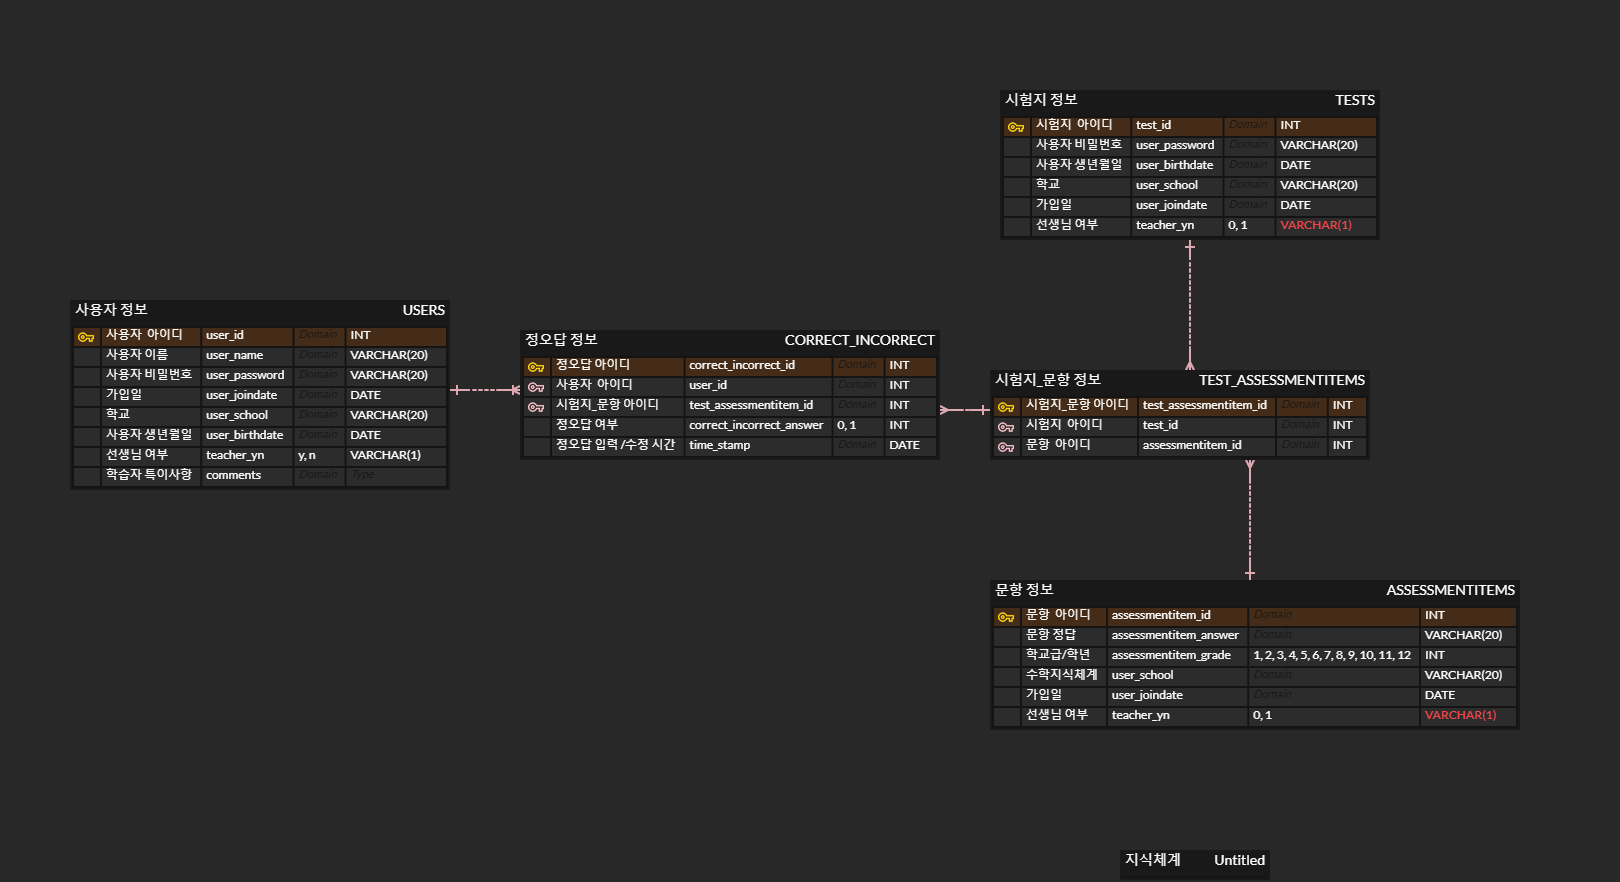 시험지 정보 TESTS
시험지 아이디 test_id Domain INT
사용자 비밀번호 user_password Domain VARCHAR(20)
사용자 생년월일 user_birthdate Domain DATE
학교 user_school Domain VARCHAR(20)
가입일 user_joindate Domain DATE
선생님 여부 teacher_yn 0, 1 VARCHAR(1)
사용자 정보 USERS
사용자 아이디 user_id Domain INT
사용자 이름 user_name Domain VARCHAR(20)
사용자 비밀번호 user_password Domain VARCHAR(20)
가입일 user_joindate Domain DATE
학교 user_school Domain VARCHAR(20)
사용자 생년월일 user_birthdate Domain DATE
선생님 여부 teacher_yn y, n VARCHAR(1)
학습자 특이사항 comments Domain Type
정오답 정보 CORRECT_INCORRECT
정오답 아이디 correct_incorrect_id Domain INT
사용자 아이디 user_id INT
시험지_문항 아이디 test_assessmentitem_id INT
정오답 여부 correct_incorrect_answer 0, 1 INT
정오답 입력 /수정 시간 time_stamp Domain DATE
시험지_문항 정보 TEST_ASSESSMENTITEMS
시험지_문항 아이디 test_assessmentitem_id Domain INT
시험지 아이디 test_id INT
문항 아이디 assessmentitem_id INT
문항 정보 ASSESSMENTITEMS
문항 아이디 assessmentitem_id Domain INT
문항 정답 assessmentitem_answer Domain VARCHAR(20)
학교급/학년 assessmentitem_grade 1, 2, 3, 4, 5, 6, 7, 8, 9, 10, 11, 12 INT
수학지식체계 user_school Domain VARCHAR(20)
가입일 user_joindate Domain DATE
선생님 여부 teacher_yn 0, 1 VARCHAR(1)
지식체계 Untitled